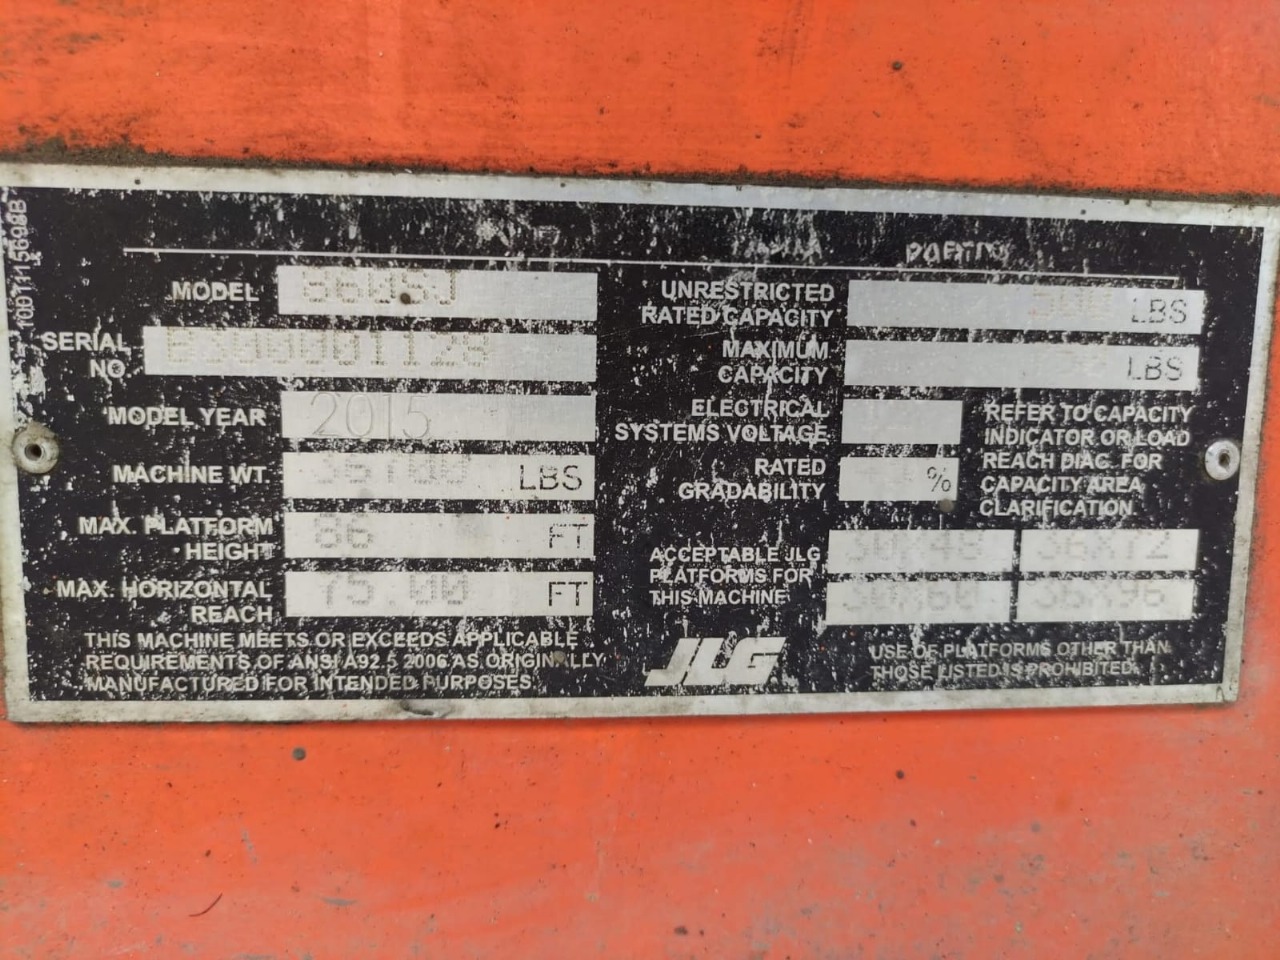 1001115698B
MODEL 860SJ
SERIAL
NO.
MODEL YEAR 2015
MACHINE WT. LBS
MAX. PLATFORM
HEIGHT 86 FT
MAX. HORIZONTAL
REACH 75.00 FT
THIS MACHINE MEETS OR EXCEEDS APPLICABLE
REQUIREMENTS OF ANSI A92.5 2006 AS ORIGINALLY
MANUFACTURED FOR INTENDED PURPOSES.
UNRESTRICTED
RATED CAPACITY 500 LBS
MAXIMUM
CAPACITY LBS
ELECTRICAL
SYSTEMS VOLTAGE
RATED
GRADABILITY %
REFER TO CAPACITY
INDICATOR OR LOAD
REACH DIAG. FOR
CAPACITY AREA
CLARIFICATION
ACCEPTABLE JLG
PLATFORMS FOR
THIS MACHINE
30X48 36X72
30X60 36X96
JLG
USE OF PLATFORMS OTHER THAN
THOSE LISTED IS PROHIBITED.